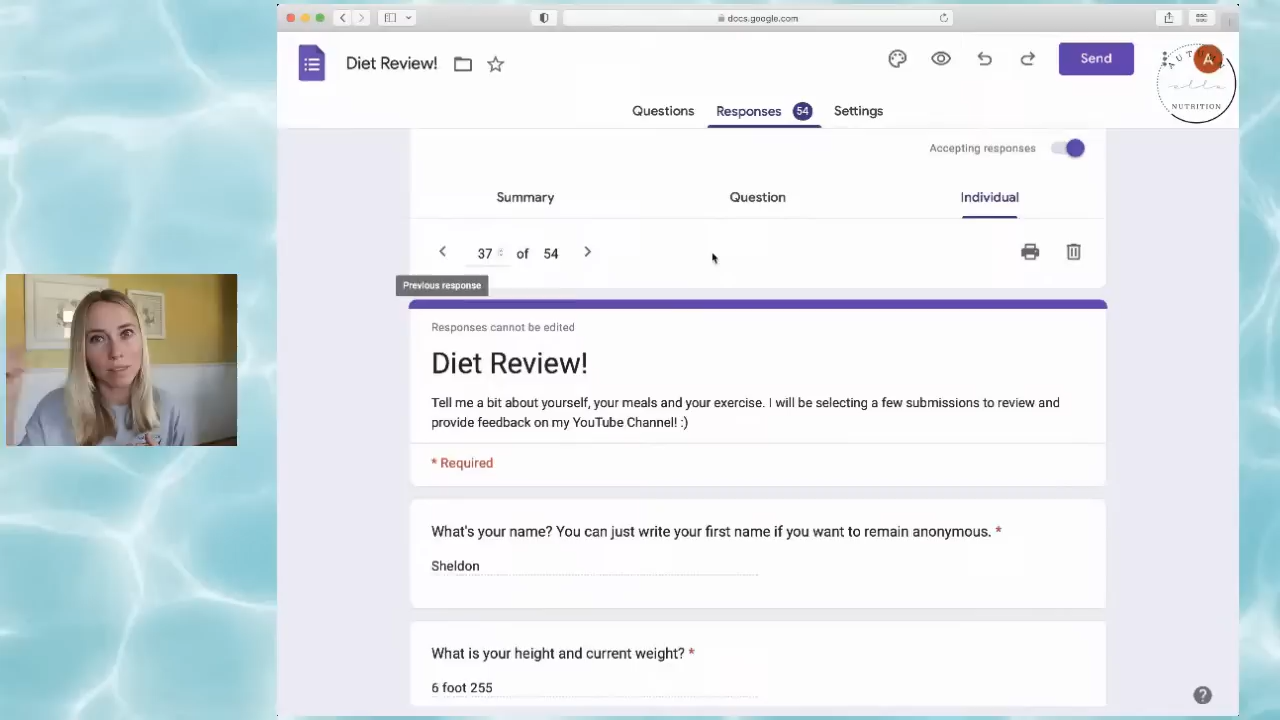 docs.google.com
Diet Review!
Send
A
AUTUMN
elle
NUTRITION
Questions
Responses 54
Settings
Accepting responses
Summary
Question
Individual
37 of 54
Previous response
Responses cannot be edited
Diet Review!
Tell me a bit about yourself, your meals and your exercise. I will be selecting a few submissions to review and
provide feedback on my YouTube Channel! :)
* Required
What's your name? You can just write your first name if you want to remain anonymous. *
Sheldon
What is your height and current weight? *
6 foot 255